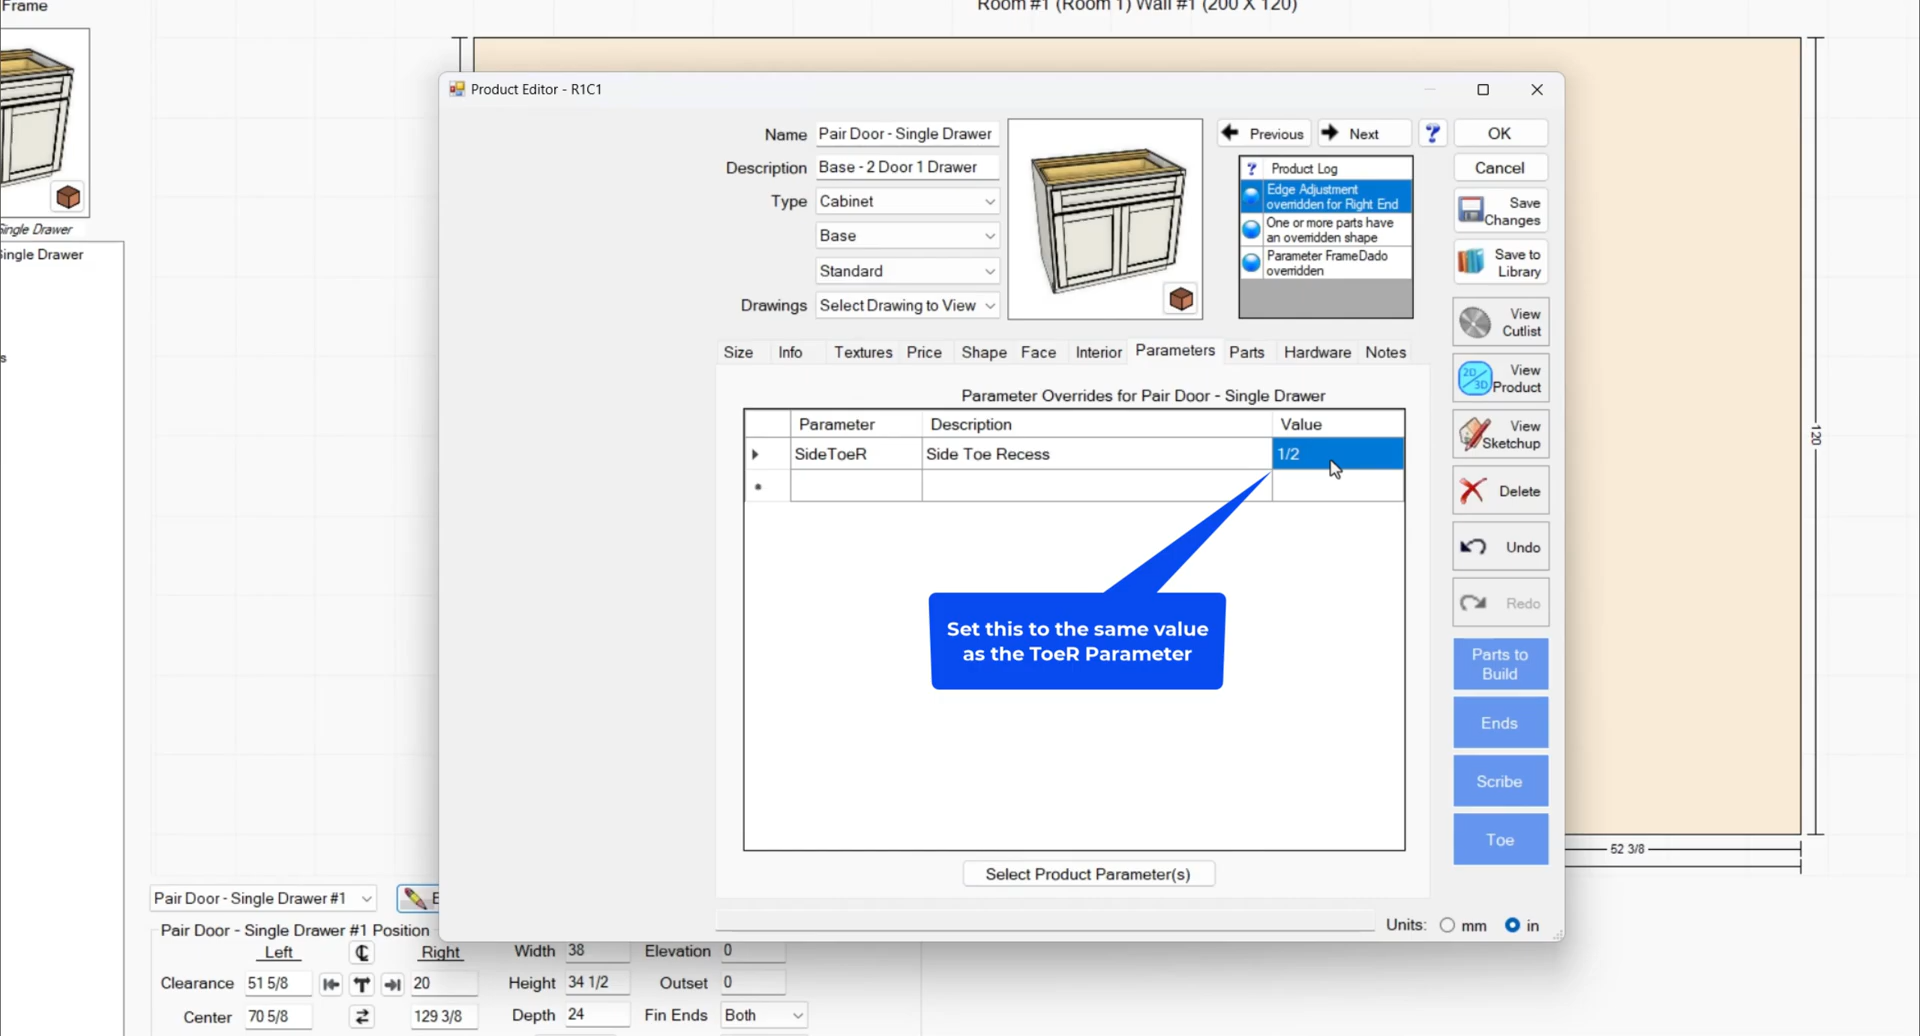 Frame
Room #1 (Room 1) Wall #1 (200 X 120)
ingle Drawer
ingle Drawer
s
Product Editor - R1C1
Name
Pair Door - Single Drawer
Description
Base - 2 Door 1 Drawer
Type
Cabinet
Base
Standard
Drawings
Select Drawing to View
Previous
Next
?
? Product Log
Edge Adjustment
overridden for Right End
One or more parts have
an overridden shape
Parameter FrameDado
overridden
OK
Cancel
Save
Changes
Save to
Library
View
Cutlist
2D/3D
View
Product
View
Sketchup
Delete
Undo
Redo
Parts to
Build
Ends
Scribe
Toe
Size Info Textures Price Shape Face Interior Parameters Parts Hardware Notes
Parameter Overrides for Pair Door - Single Drawer
Parameter Description Value
SideToeR Side Toe Recess 1/2
Set this to the same value
as the ToeR Parameter
Select Product Parameter(s)
Units: mm in
120
52 3/8
Pair Door - Single Drawer #1
E
Pair Door - Single Drawer #1 Position
Left Right Width 38 Elevation 0
Clearance 51 5/8 20 Height 34 1/2 Outset 0
Center 70 5/8 129 3/8 Depth 24 Fin Ends Both